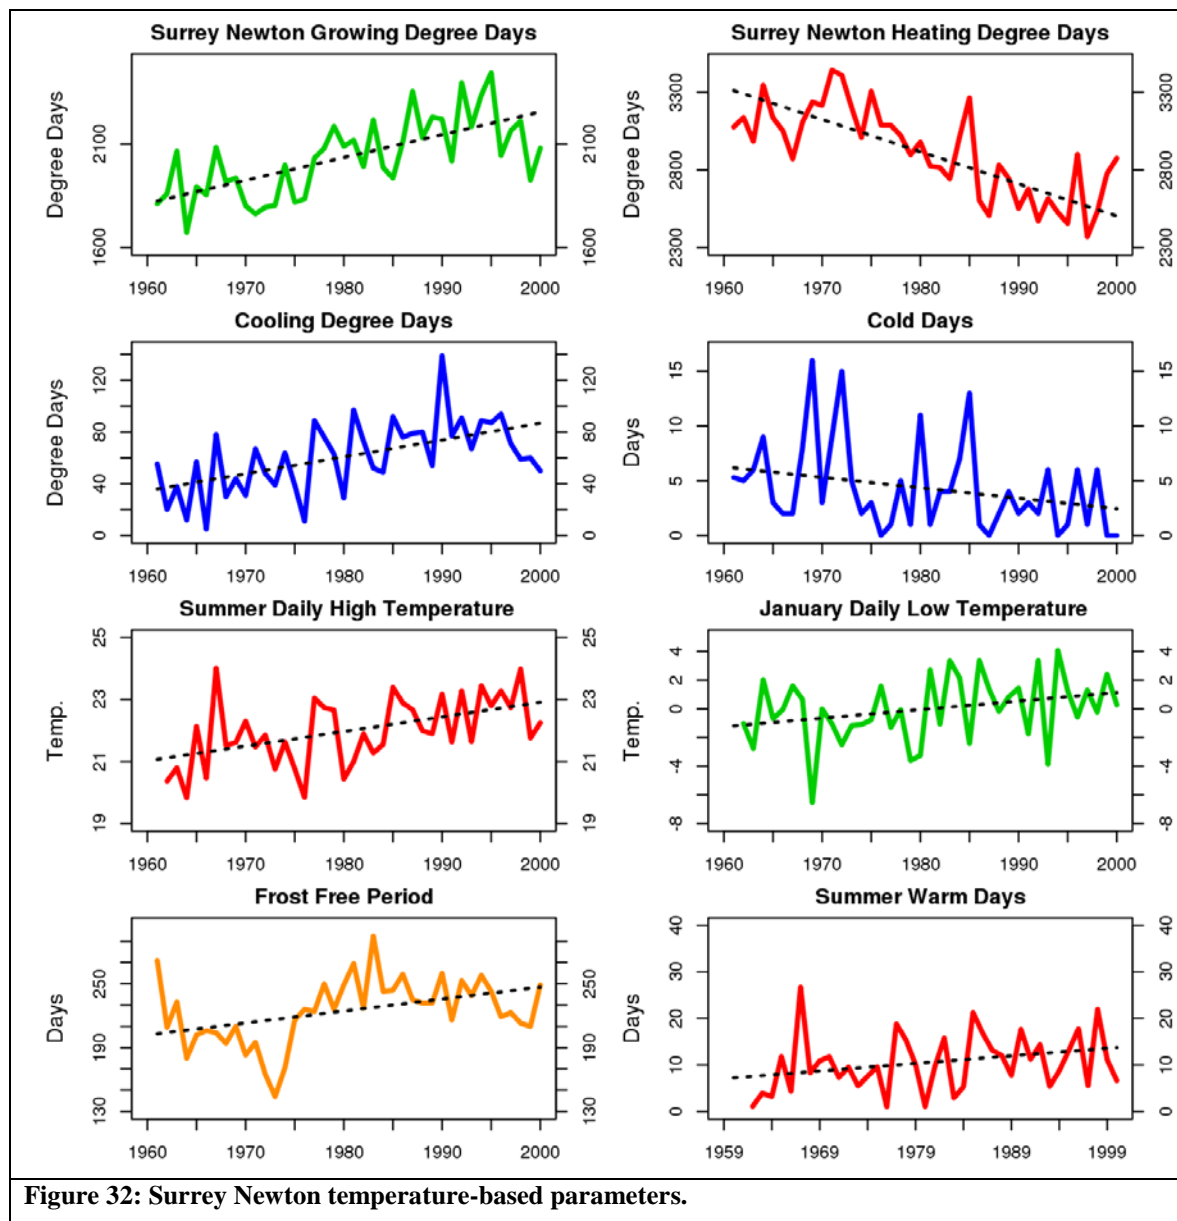 Surrey Newton Growing Degree Days
Degree Days
1600 2100
1600 2100
1960 1970 1980 1990 2000
Surrey Newton Heating Degree Days
Degree Days
2300 2800 3300
2300 2800 3300
1960 1970 1980 1990 2000
Cooling Degree Days
Degree Days
0 40 80 120
0 40 80 120
1960 1970 1980 1990 2000
Cold Days
Days
0 5 10 15
0 5 10 15
1960 1970 1980 1990 2000
Summer Daily High Temperature
Temp.
19 21 23 25
19 21 23 25
1960 1970 1980 1990 2000
January Daily Low Temperature
Temp.
-8 -4 0 2 4
-8 -4 0 2 4
1960 1970 1980 1990 2000
Frost Free Period
Days
130 190 250
130 190 250
1960 1970 1980 1990 2000
Summer Warm Days
Days
0 10 20 30 40
0 10 20 30 40
1959 1969 1979 1989 1999
Figure 32: Surrey Newton temperature-based parameters.